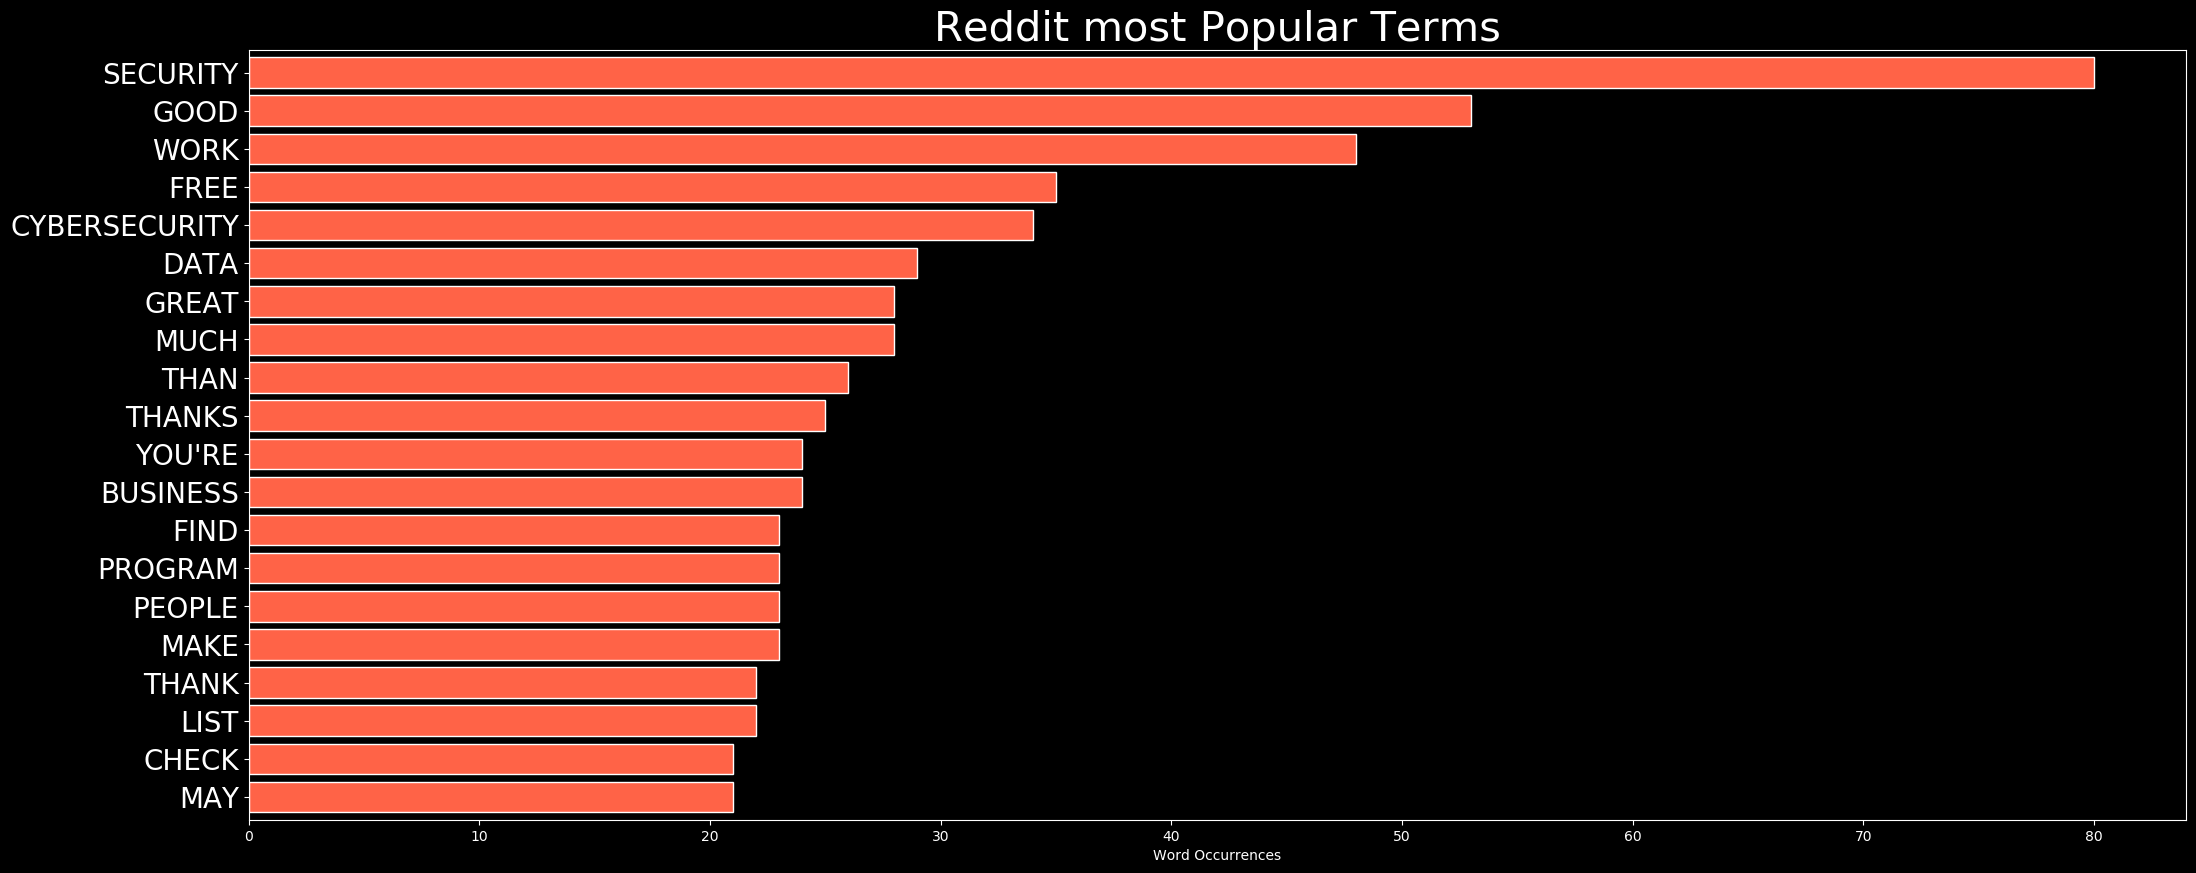 Reddit most Popular Terms
SECURITY
GOOD
WORK
FREE
CYBERSECURITY
DATA
GREAT
MUCH
THAN
THANKS
YOU'RE
BUSINESS
FIND
PROGRAM
PEOPLE
MAKE
THANK
LIST
CHECK
MAY
0 10 20 30 40 50 60 70 80
Word Occurrences